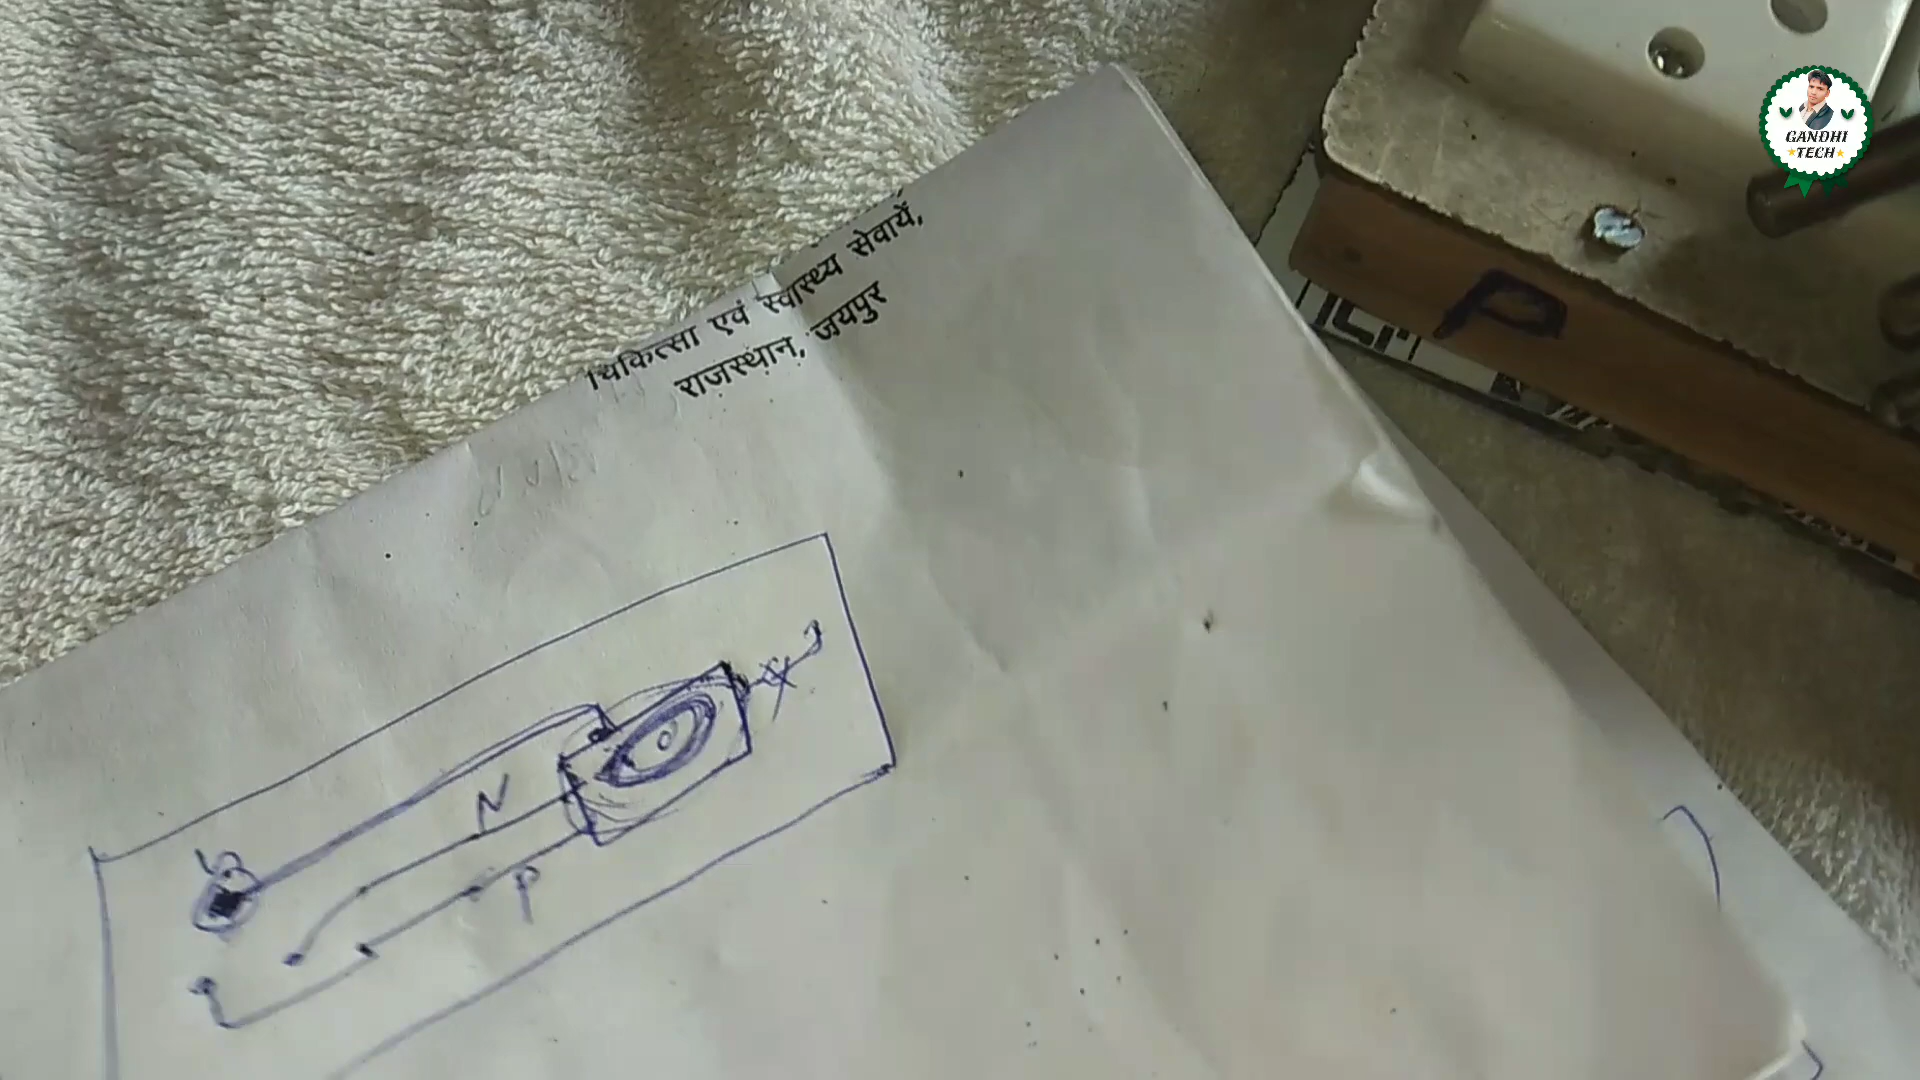 चिकित्सा एवं स्वास्थ्य सेवायें,
राजस्थान, जयपुर
N
P
P
GANDHI
TECH